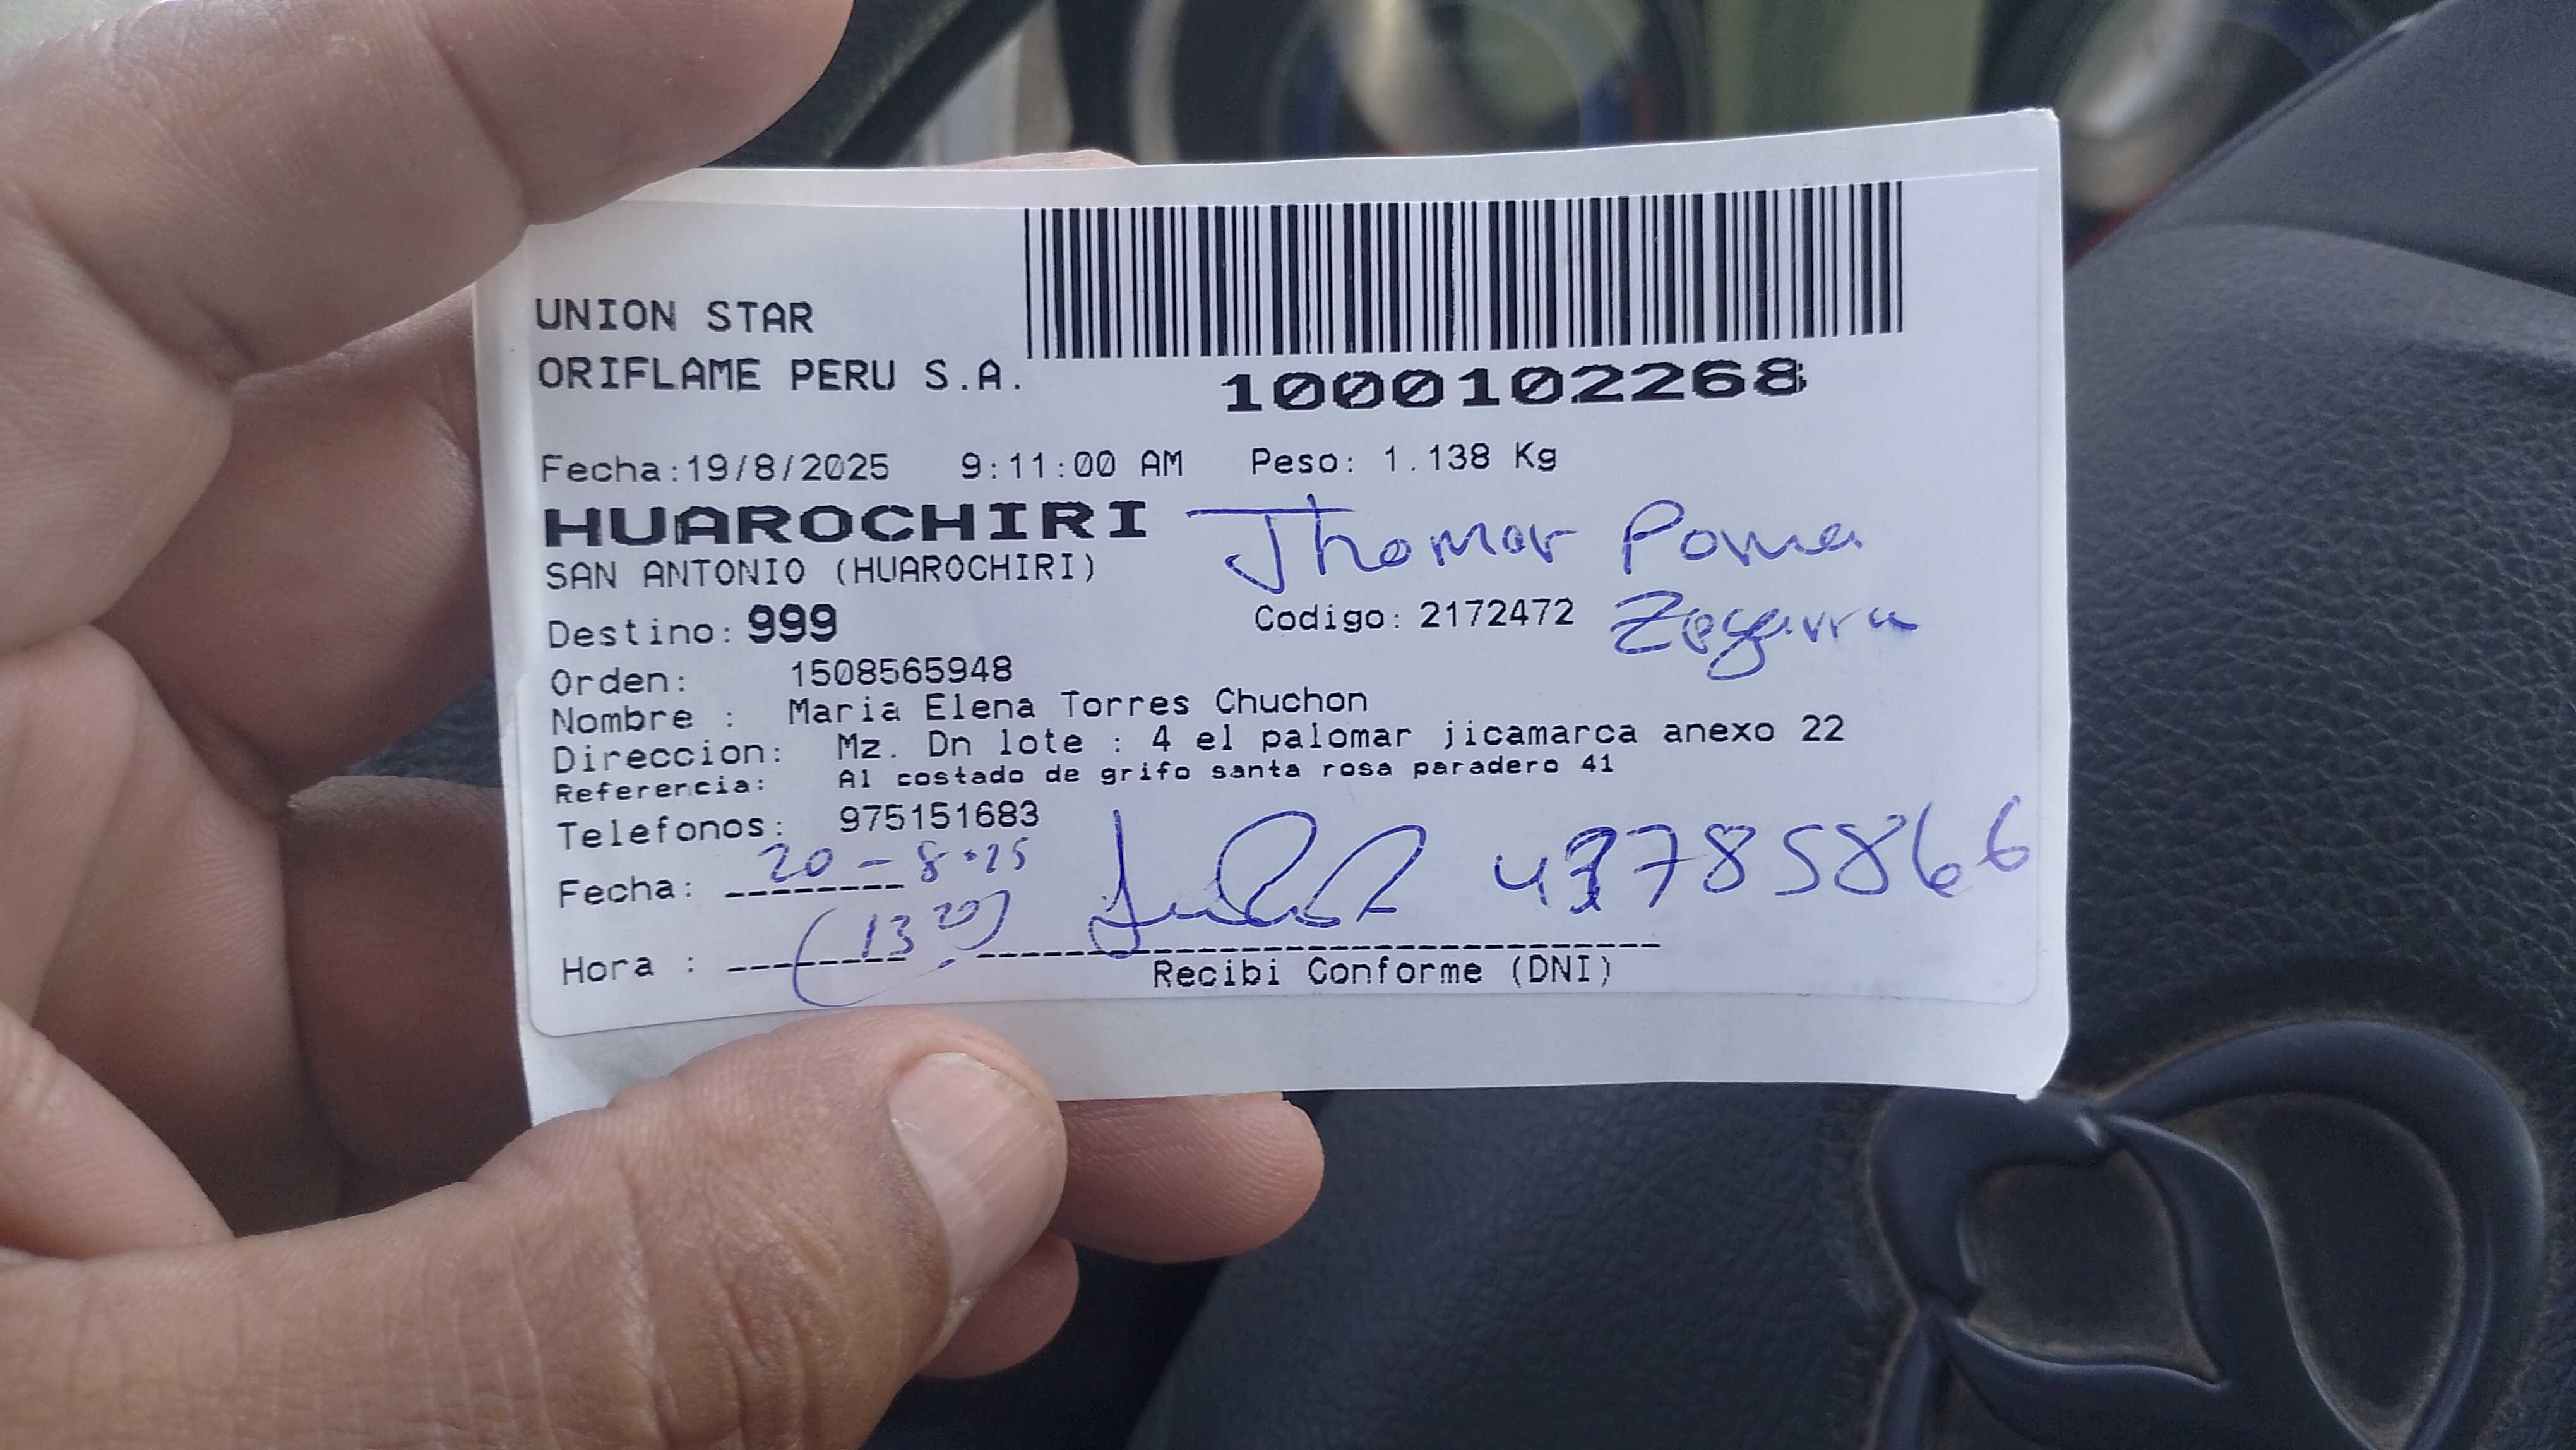 UNION STAR
ORIFLAME PERU S.A.
1000102268
Fecha:19/8/2025 9:11:00 AM Peso: 1.138 Kg
HUAROCHIRI Jhomar Poma
SAN ANTONIO (HUAROCHIRI)
Destino: 999 Codigo: 2172472 Zegarra
Orden: 1508565948
Nombre : Maria Elena Torres Chuchon
Direccion: Mz. Dn lote : 4 el palomar jicamarca anexo 22
Referencia: Al costado de grifo santa rosa paradero 41
Telefonos: 975151683
Fecha: 20-8-25
Hora : (13 20)
Recibi Conforme (DNI)